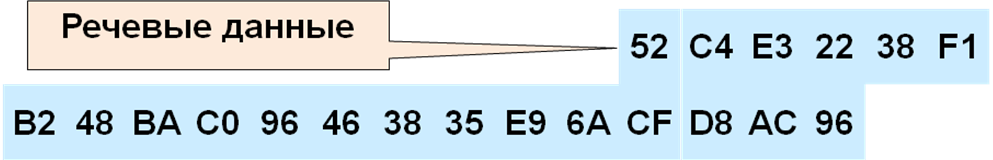 Речевые данные
52 C4 E3 22 38 F1
B2 48 BA C0 96 46 38 35 E9 6A CF D8 AC 96